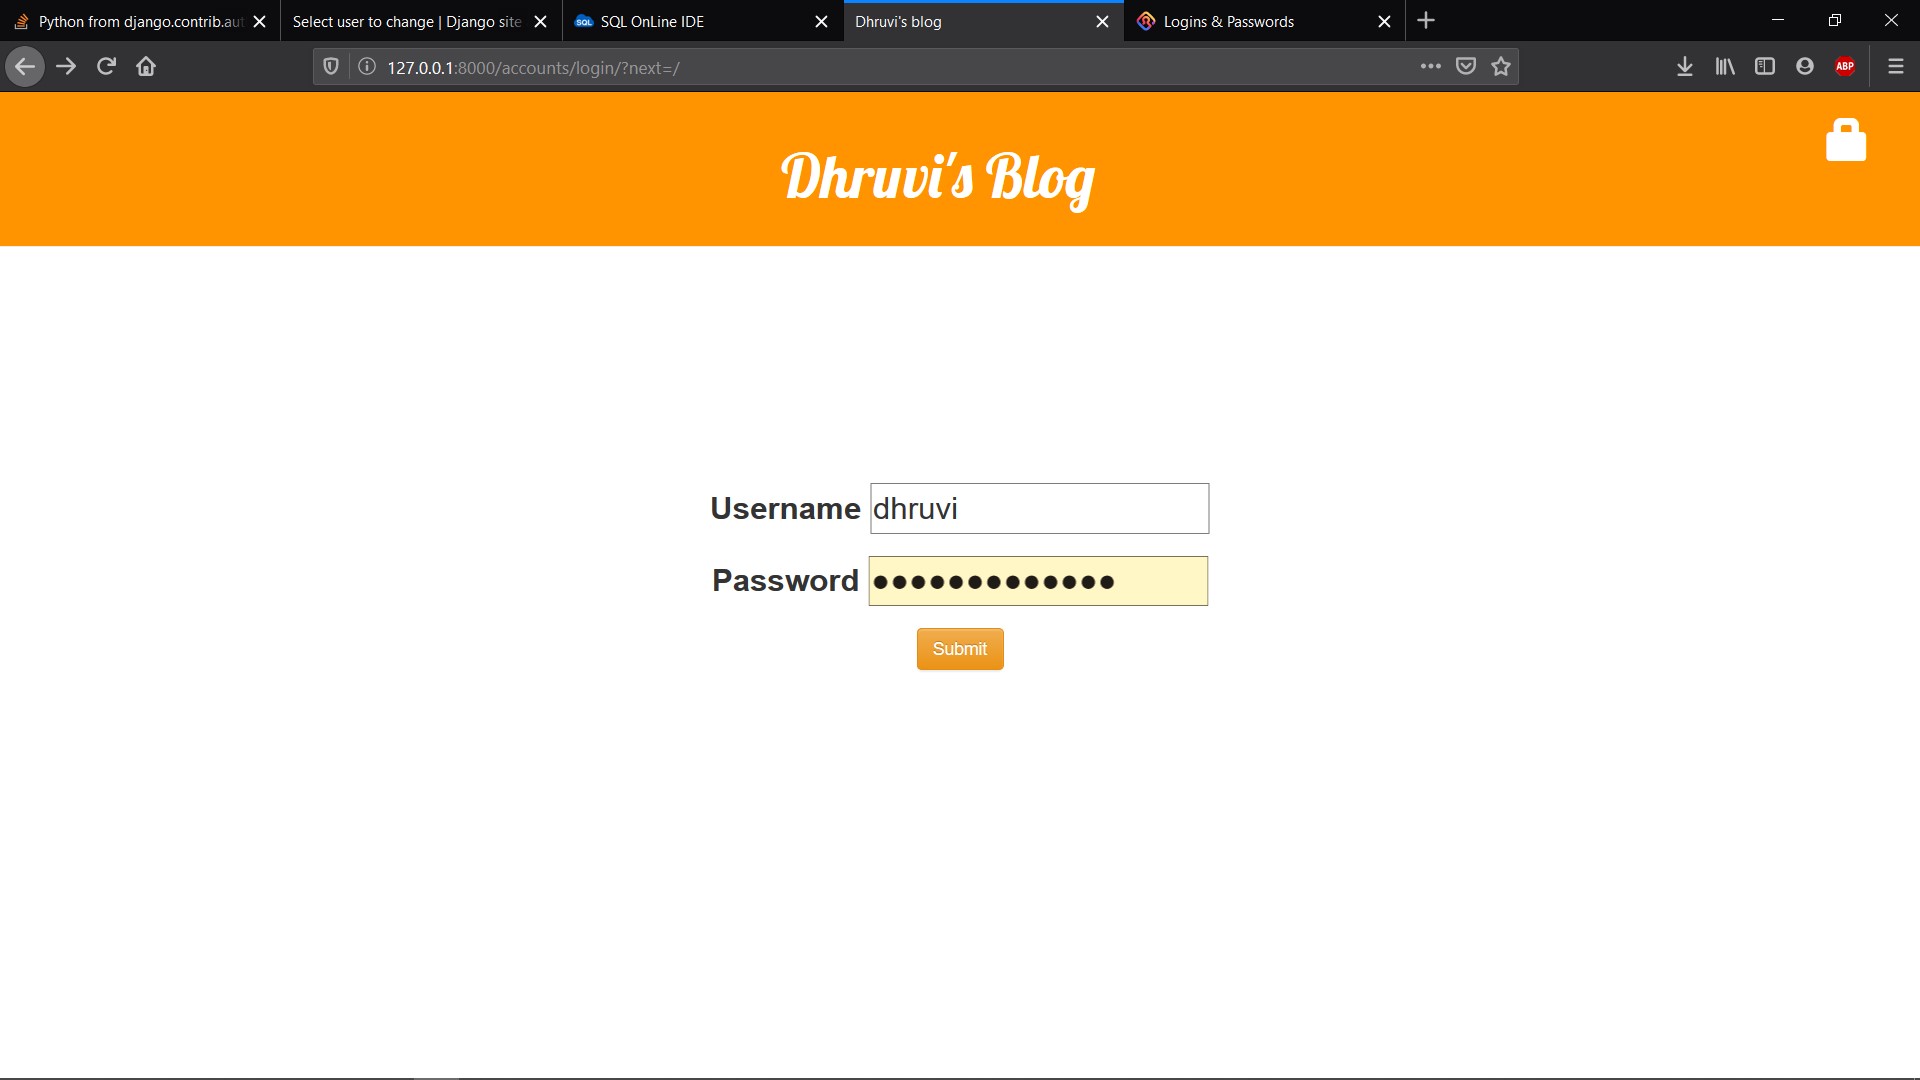 Python from django.contrib.aut
Select user to change | Django site
SQL OnLine IDE
Dhruvi's blog
Logins & Passwords
127.0.0.1:8000/accounts/login/?next=/
ABP
Dhruvi's Blog
Username dhruvi
Password
Submit